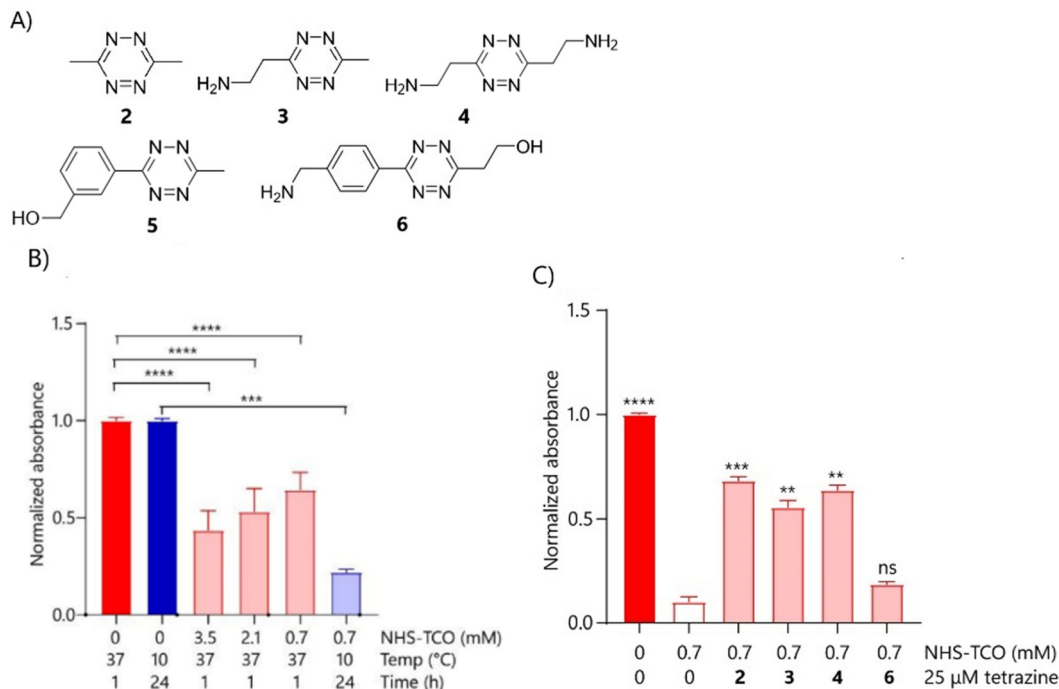 A)
N-N
N=N
2
N-N
N=N
H₂N
3
N-N
N=N
NH₂
H₂N
4
N-N
N=N
HO
5
N-N
N=N
OH
H₂N
6
B)
Normalized absorbance
1.5
1.0
0.5
0.0
****
****
****
***
0 0 3.5 2.1 0.7 0.7 NHS-TCO (mM)
37 10 37 37 37 10 Temp (°C)
1 24 1 1 1 24 Time (h)
C)
Normalized absorbance
1.5
1.0
0.5
0.0
****
***
**
**
ns
0 0.7 0.7 0.7 0.7 0.7 NHS-TCO (mM)
0 0 2 3 4 6 25 µM tetrazine